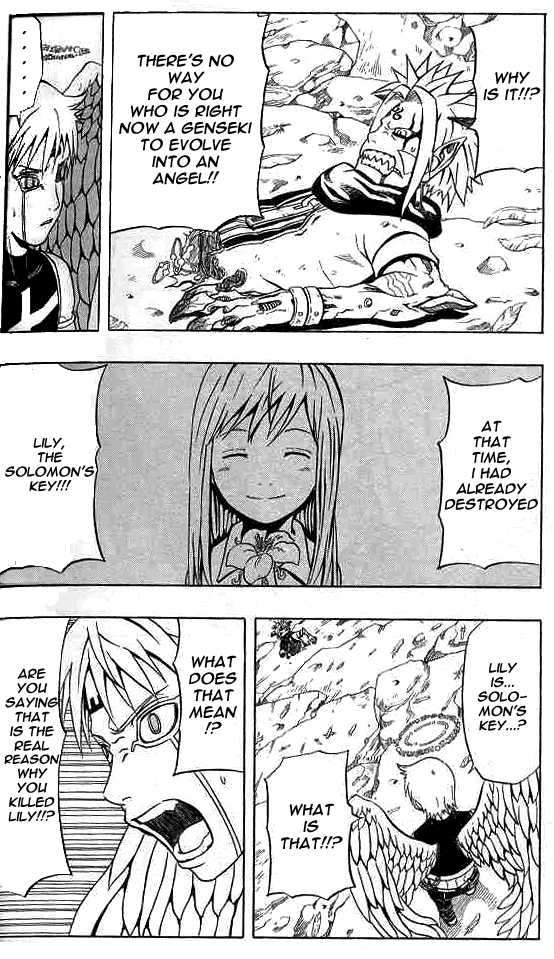 WHY
IS IT!!?
THERE'S NO
WAY
FOR YOU
WHO IS RIGHT
NOW A GENSEKI
TO EVOLVE
INTO AN
ANGEL!!
......
AT
THAT
TIME,
I HAD
ALREADY
DESTROYED
LILY,
THE
SOLOMON'S
KEY!!!
LILY
IS...
SOLO-
MON'S
KEY...?
WHAT
IS
THAT!!?
WHAT
DOES
THAT
MEAN
!?
ARE
YOU
SAYING
THAT
IS THE
REAL
REASON
WHY
YOU
KILLED
LILY!!?